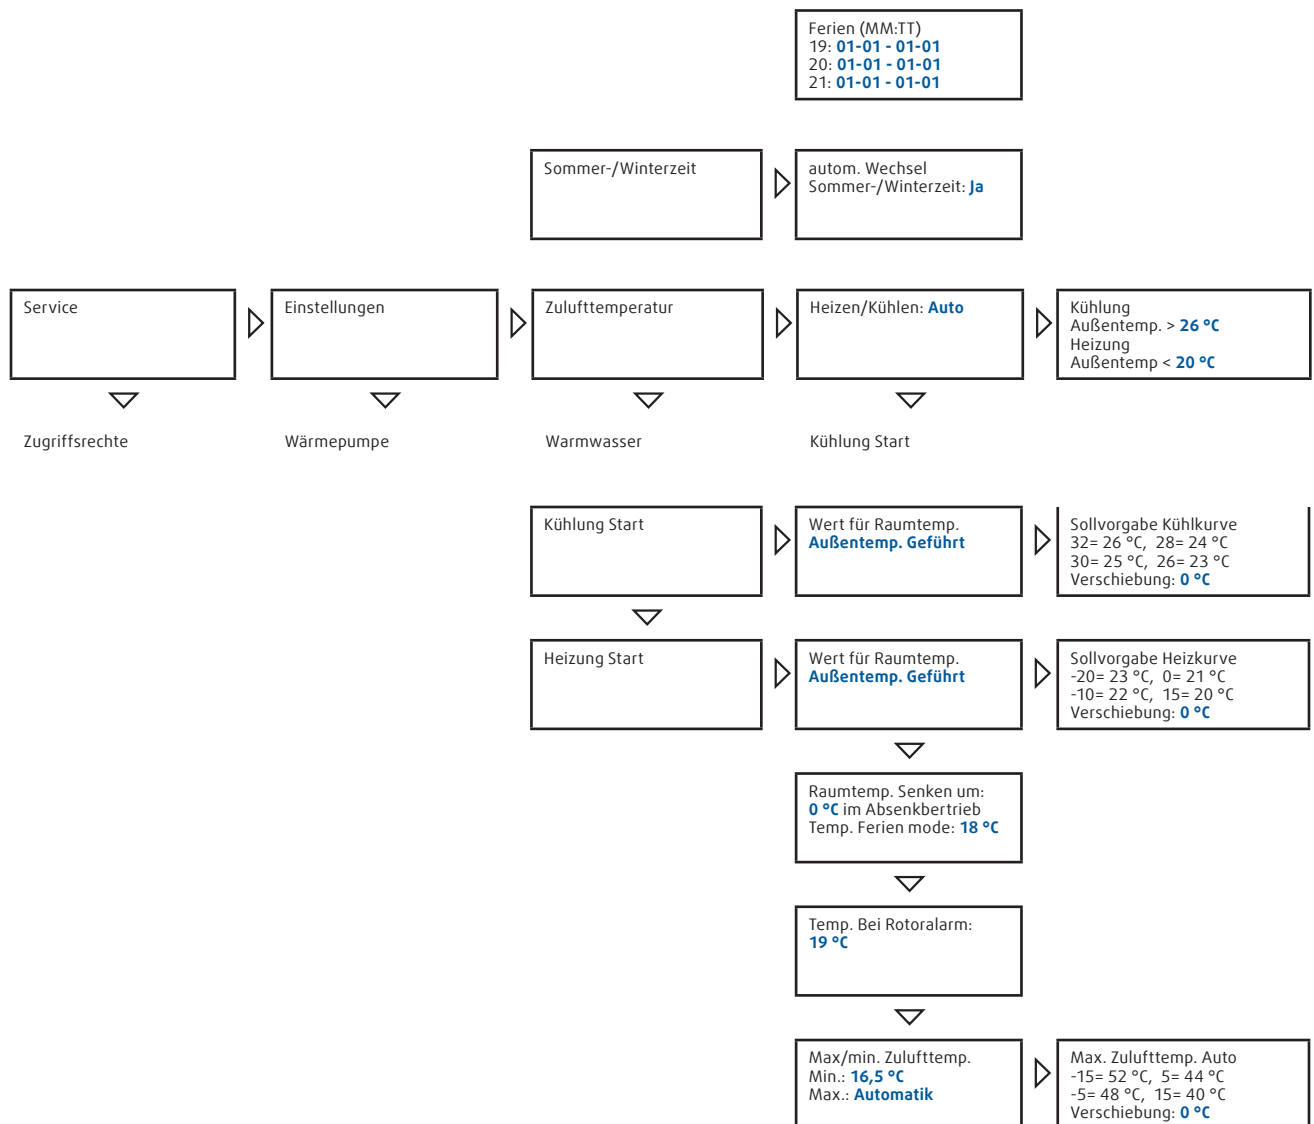 Ferien (MM:TT)
19: 01-01 - 01-01
20: 01-01 - 01-01
21: 01-01 - 01-01
Sommer-/Winterzeit
autom. Wechsel
Sommer-/Winterzeit: Ja
Service
Einstellungen
Zulufttemperatur
Heizen/Kühlen: Auto
Kühlung
Außentemp. > 26 °C
Heizung
Außentemp < 20 °C
Zugriffsrechte
Wärmepumpe
Warmwasser
Kühlung Start
Kühlung Start
Wert für Raumtemp.
Außentemp. Geführt
Sollvorgabe Kühlkurve
32= 26 °C, 28= 24 °C
30= 25 °C, 26= 23 °C
Verschiebung: 0 °C
Heizung Start
Wert für Raumtemp.
Außentemp. Geführt
Sollvorgabe Heizkurve
-20= 23 °C, 0= 21 °C
-10= 22 °C, 15= 20 °C
Verschiebung: 0 °C
Raumtemp. Senken um:
0 °C im Absenkbertrieb
Temp. Ferien mode: 18 °C
Temp. Bei Rotoralarm:
19 °C
Max/min. Zulufttemp.
Min.: 16,5 °C
Max.: Automatik
Max. Zulufttemp. Auto
-15= 52 °C, 5= 44 °C
-5= 48 °C, 15= 40 °C
Verschiebung: 0 °C